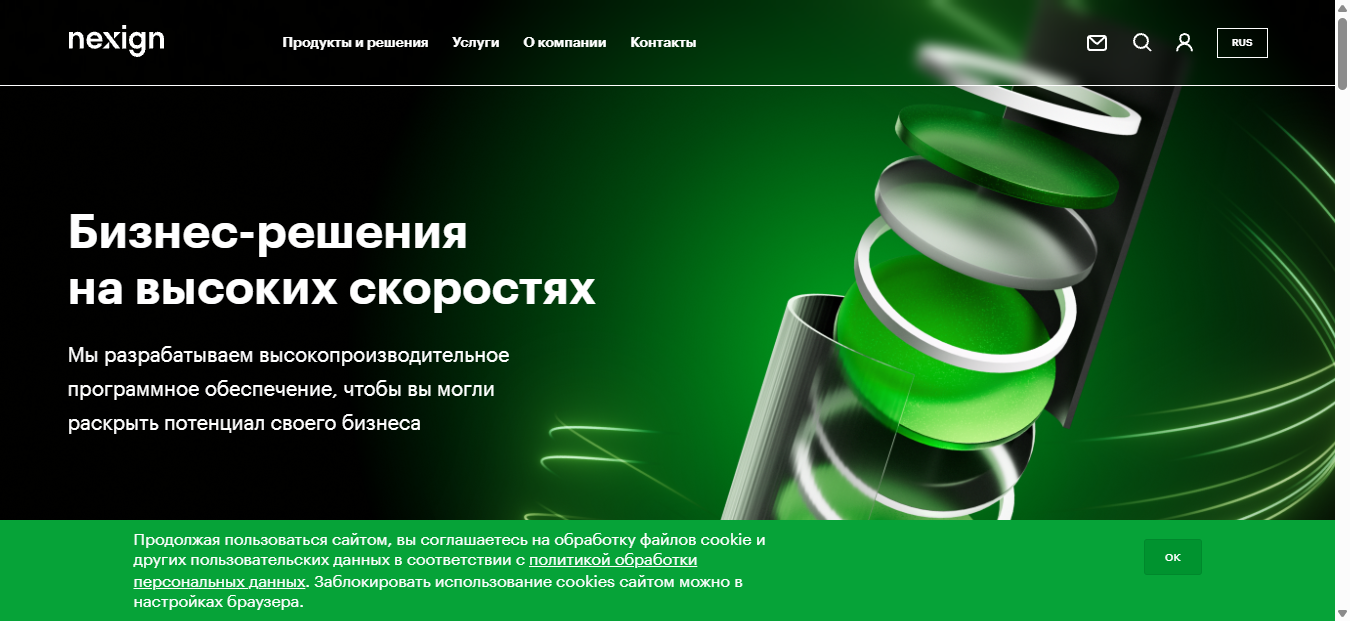 nexign
Продукты и решения Услуги О компании Контакты
RUS
Бизнес-решения
на высоких скоростях
Мы разрабатываем высокопроизводительное
программное обеспечение, чтобы вы могли
раскрыть потенциал своего бизнеса
Продолжая пользоваться сайтом, вы соглашаетесь на обработку файлов cookie и
других пользовательских данных в соответствии с политикой обработки
персональных данных. Заблокировать использование cookies сайтом можно в
настройках браузера.
ОК